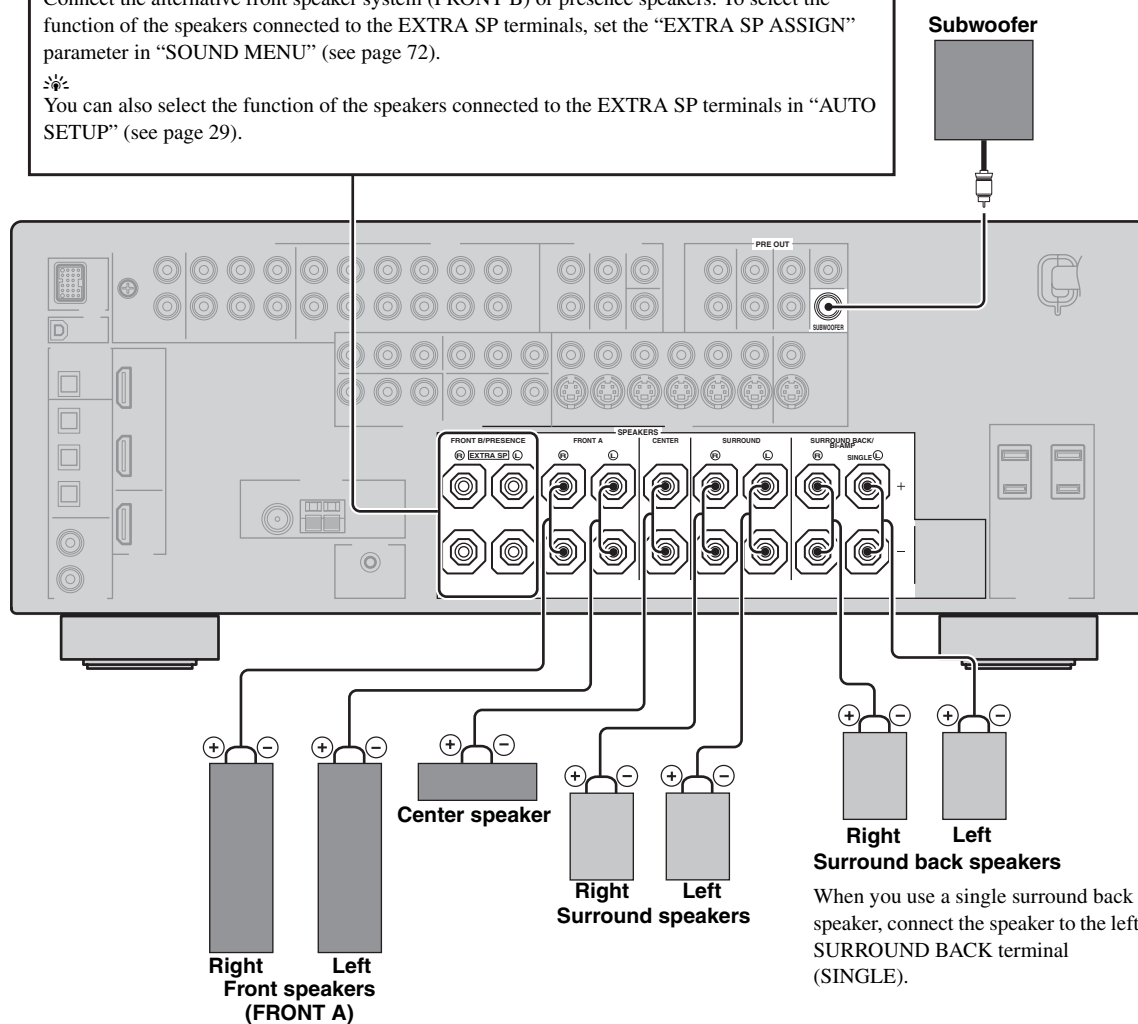 Connect the alternative front speaker system (FRONT B) or presence speakers. To select the
function of the speakers connected to the EXTRA SP terminals, set the “EXTRA SP ASSIGN”
parameter in “SOUND MENU” (see page 72).
You can also select the function of the speakers connected to the EXTRA SP terminals in “AUTO
SETUP” (see page 29).
Subwoofer
PRE OUT
SUBWOOFER
D
SPEAKERS
FRONT B/PRESENCE
FRONT A
CENTER
SURROUND
SURROUND BACK/
BI-AMP
R EXTRA SP L
R L
R L
R SINGLE L
+
–
+ –
+ –
+ –
+ –
+ –
+ –
+ –
Center speaker
Right Left
Surround back speakers
When you use a single surround back
speaker, connect the speaker to the left
SURROUND BACK terminal
(SINGLE).
Right Left
Surround speakers
Right Left
Front speakers
(FRONT A)